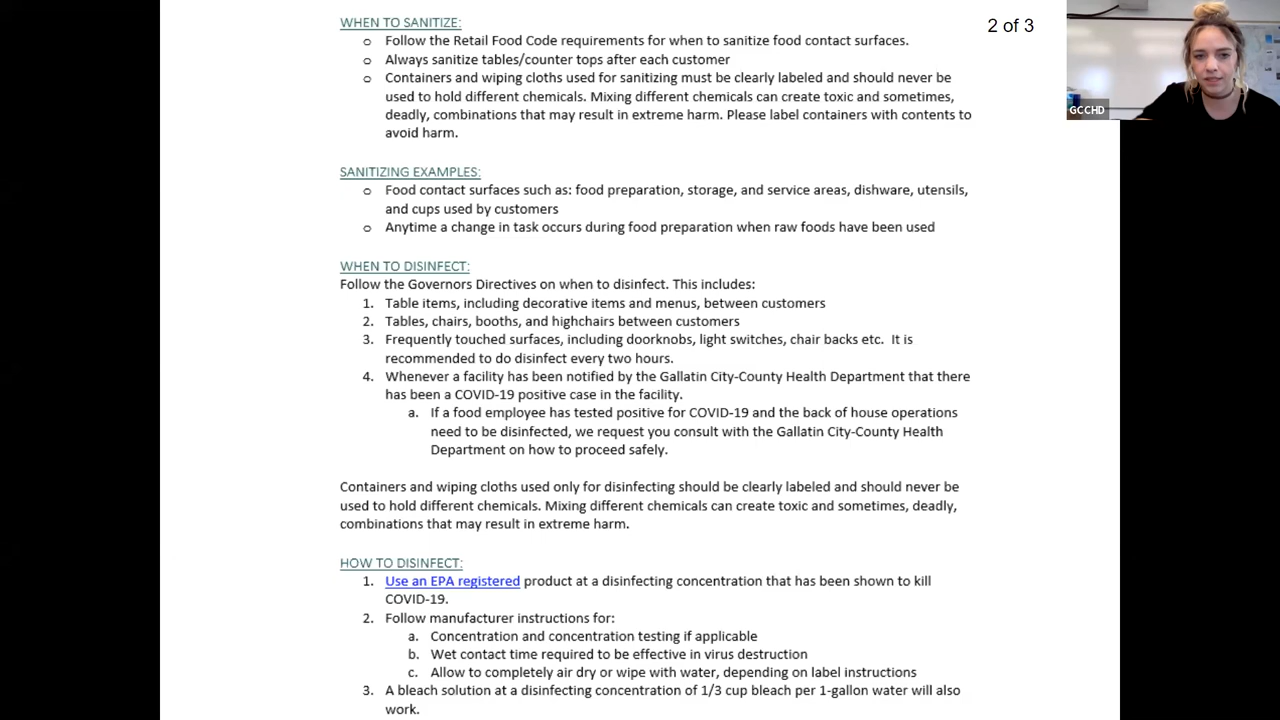 WHEN TO SANITIZE:
o Follow the Retail Food Code requirements for when to sanitize food contact surfaces.
o Always sanitize tables/counter tops after each customer
o Containers and wiping cloths used for sanitizing must be clearly labeled and should never be
used to hold different chemicals. Mixing different chemicals can create toxic and sometimes,
deadly, combinations that may result in extreme harm. Please label containers with contents to
avoid harm.
SANITIZING EXAMPLES:
o Food contact surfaces such as: food preparation, storage, and service areas, dishware, utensils,
and cups used by customers
o Anytime a change in task occurs during food preparation when raw foods have been used
WHEN TO DISINFECT:
Follow the Governors Directives on when to disinfect. This includes:
1. Table items, including decorative items and menus, between customers
2. Tables, chairs, booths, and highchairs between customers
3. Frequently touched surfaces, including doorknobs, light switches, chair backs etc. It is
recommended to do disinfect every two hours.
4. Whenever a facility has been notified by the Gallatin City-County Health Department that there
has been a COVID-19 positive case in the facility.
a. If a food employee has tested positive for COVID-19 and the back of house operations
need to be disinfected, we request you consult with the Gallatin City-County Health
Department on how to proceed safely.
Containers and wiping cloths used only for disinfecting should be clearly labeled and should never be
used to hold different chemicals. Mixing different chemicals can create toxic and sometimes, deadly,
combinations that may result in extreme harm.
HOW TO DISINFECT:
1. Use an EPA registered product at a disinfecting concentration that has been shown to kill
COVID-19.
2. Follow manufacturer instructions for:
a. Concentration and concentration testing if applicable
b. Wet contact time required to be effective in virus destruction
c. Allow to completely air dry or wipe with water, depending on label instructions
3. A bleach solution at a disinfecting concentration of 1/3 cup bleach per 1-gallon water will also
work.
2 of 3
GCCHD